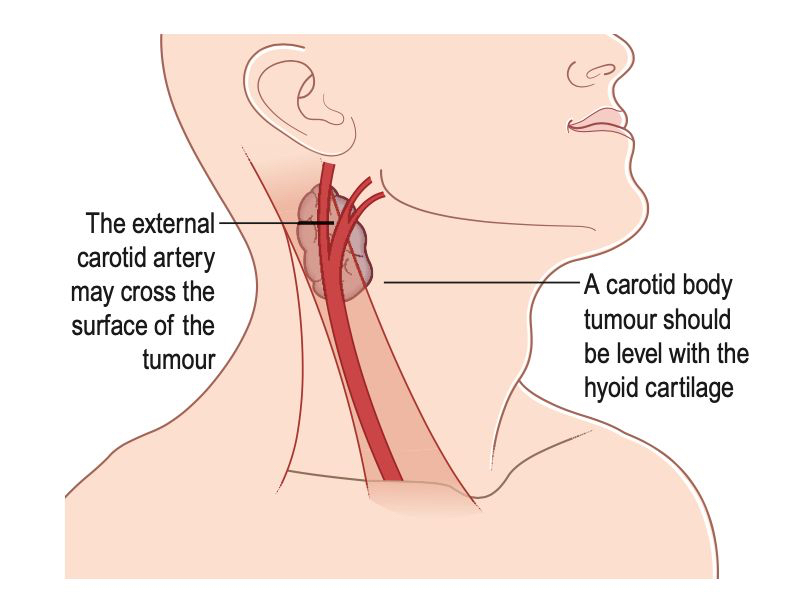 The external
carotid artery
may cross the
surface of the
tumour
A carotid body
tumour should
be level with the
hyoid cartilage